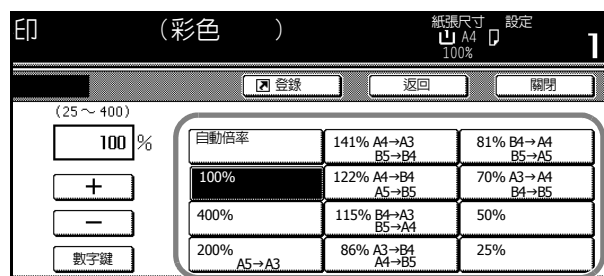 印 (彩色 )
紙張尺寸 設定
A4
100%
1
登錄
返回
關閉
(25～400)
100 %
+
−
數字鍵
自動倍率
141% A4→A3
B5→B4
81% B4→A4
B5→A5
100%
122% A4→B4
A5→B5
70% A3→A4
B4→B5
400%
115% B4→A3
B5→A4
50%
200%
A5→A3
86% A3→B4
A4→B5
25%